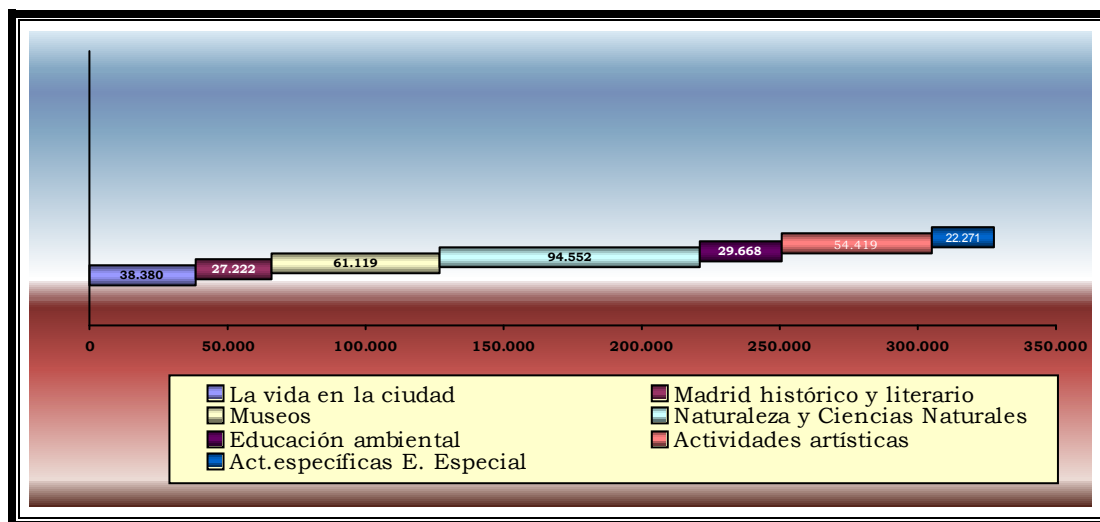 38.380 27.222 61.119 94.552 29.668 54.419 22.271
0 50.000 100.000 150.000 200.000 250.000 300.000 350.000
La vida en la ciudad Madrid histórico y literario
Museos Naturaleza y Ciencias Naturales
Educación ambiental Actividades artísticas
Act.específicas E. Especial